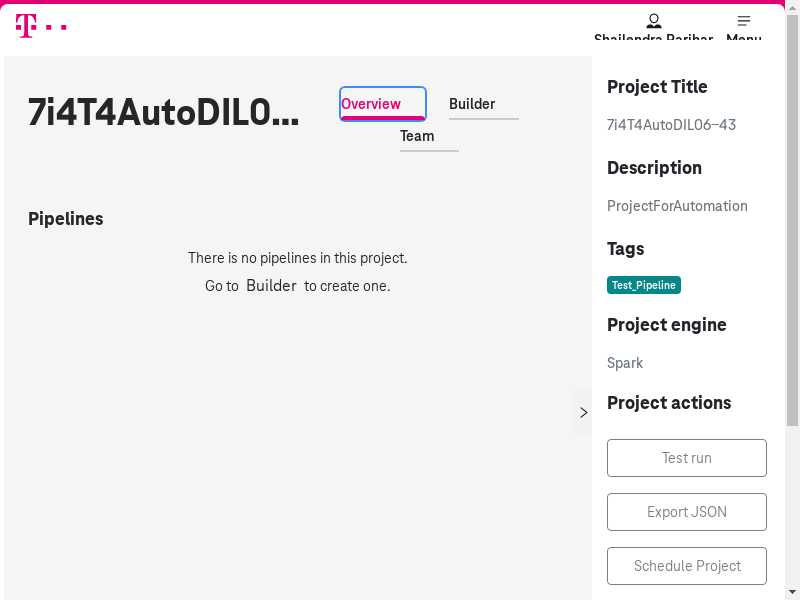 T
Shailendra Parihar
Menu
7i4T4AutoDIL0...
Overview
Builder
Team
Pipelines
There is no pipelines in this project.
Go to Builder to create one.
Project Title
7i4T4AutoDIL06-43
Description
ProjectForAutomation
Tags
Test_Pipeline
Project engine
Spark
Project actions
Test run
Export JSON
Schedule Project